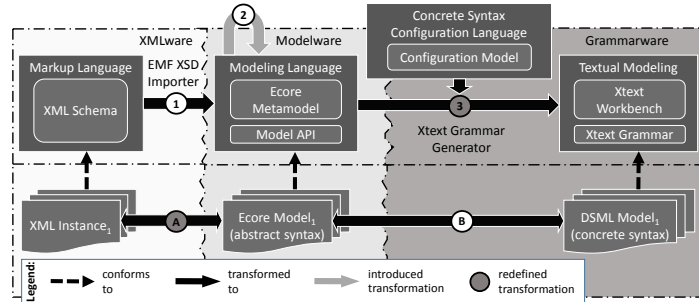 XMLware
Modelware
Grammarware
2
Concrete Syntax
Configuration Language
Configuration Model
Markup Language
XML Schema
EMF XSD
Importer
1
Modeling Language
Ecore
Metamodel
Model API
3
Xtext Grammar
Generator
Textual Modeling
Xtext
Workbench
Xtext Grammar
XML Instance1
A
Ecore Model1
(abstract syntax)
B
DSML Model1
(concrete syntax)
Legend:
conforms
to
transformed
to
introduced
transformation
redefined
transformation